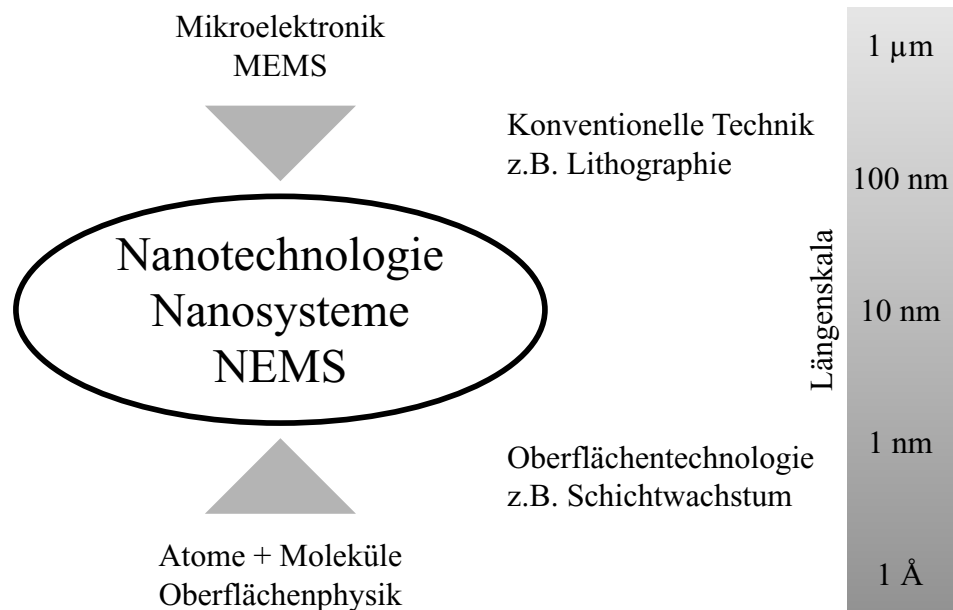 Mikroelektronik
MEMS
Konventionelle Technik
z.B. Lithographie
Nanotechnologie
Nanosysteme
NEMS
Oberflächentechnologie
z.B. Schichtwachstum
Atome + Moleküle
Oberflächenphysik
Längenskala
1 µm
100 nm
10 nm
1 nm
1 Å